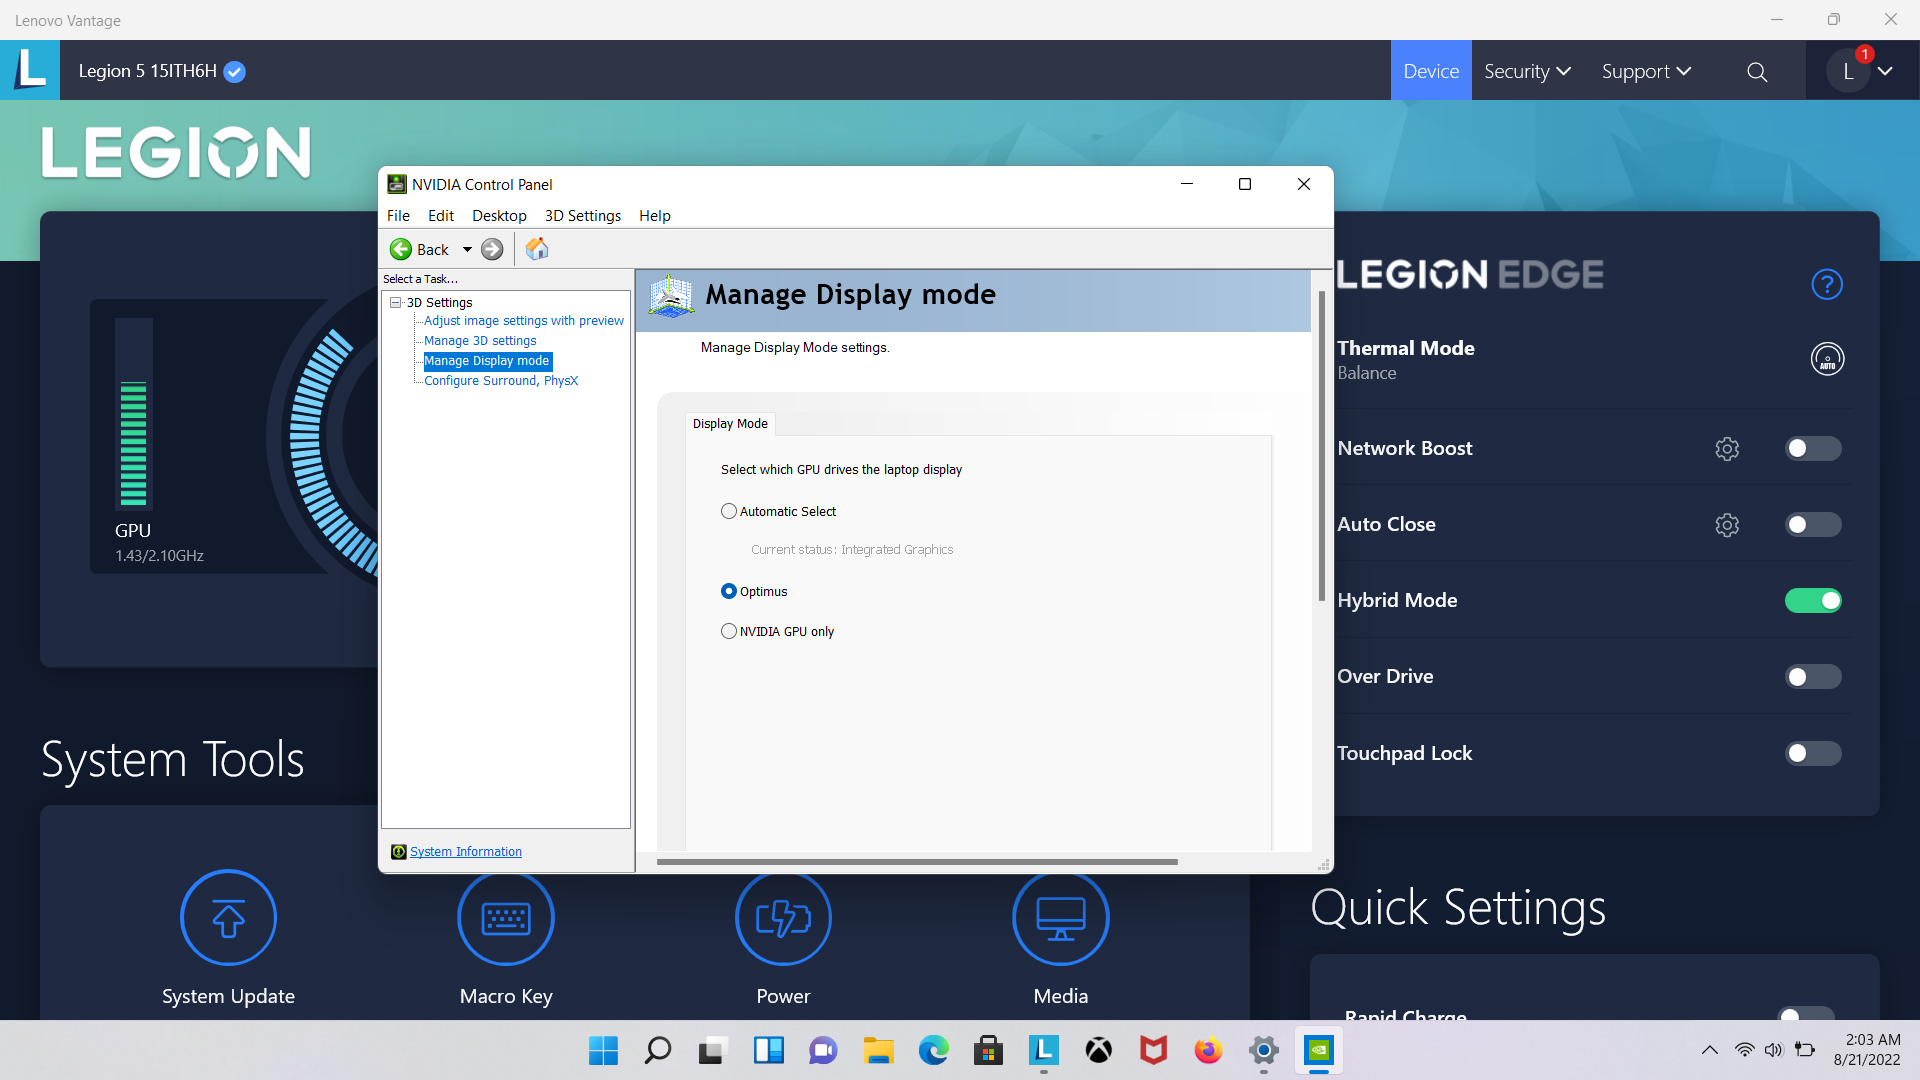 Lenovo Vantage
L
Legion 5 15ITH6H
Device
Security
Support
L
1
LEGION
NVIDIA Control Panel
File Edit Desktop 3D Settings Help
Back
Select a Task...
3D Settings
Adjust image settings with preview
Manage 3D settings
Manage Display mode
Configure Surround, PhysX
System Information
Manage Display mode
Manage Display Mode settings.
Display Mode
Select which GPU drives the laptop display
Automatic Select
Current status: Integrated Graphics
Optimus
NVIDIA GPU only
GPU
1.43/2.10GHz
LEGION EDGE
?
Thermal Mode
Balance
AUTO
Network Boost
Auto Close
Hybrid Mode
Over Drive
Touchpad Lock
System Tools
System Update
Macro Key
Power
Media
Quick Settings
Rapid Charge
2:03 AM
8/21/2022